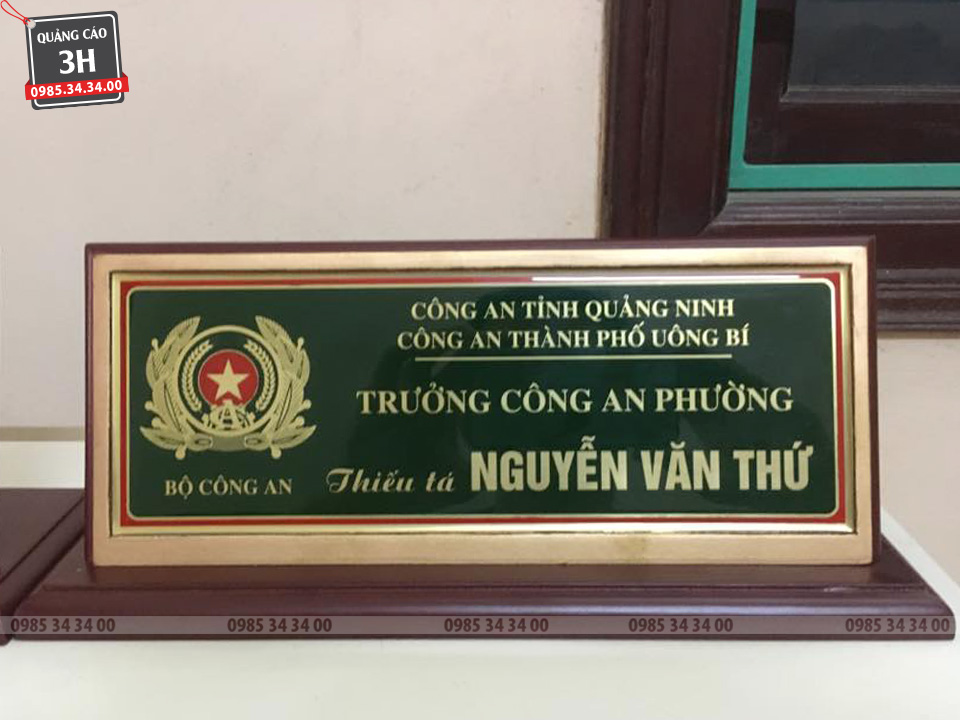 QUẢNG CÁO
3H
0985.34.34.00
CÔNG AN TỈNH QUẢNG NINH
CÔNG AN THÀNH PHỐ UÔNG BÍ
TRƯỞNG CÔNG AN PHƯỜNG
Thiếu tá NGUYỄN VĂN THỨ
BỘ CÔNG AN
CA
0985 34 34 00 0985 34 34 00 0985 34 34 00 0985 34 34 00 0985 34 34 00